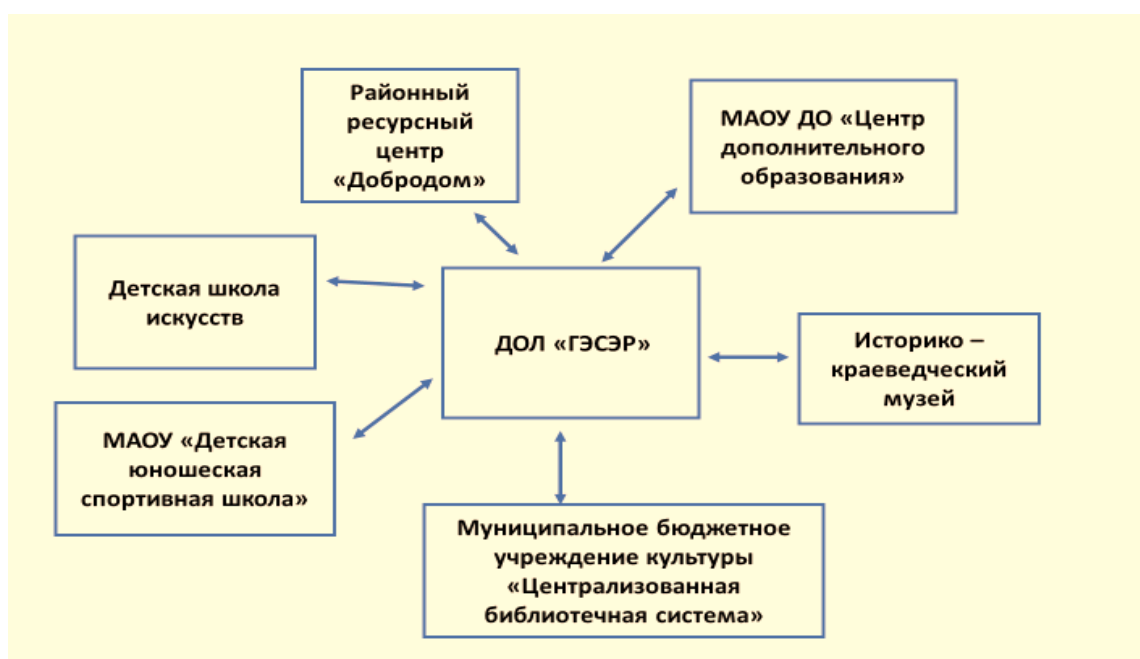 Районный
ресурсный
центр
«Добродом»
МАОУ ДО «Центр
дополнительного
образования»
Детская школа
искусств
ДОЛ «ГЭСЭР»
Историко –
краеведческий
музей
МАОУ «Детская
юношеская
спортивная школа»
Муниципальное бюджетное
учреждение культуры
«Централизованная
библиотечная система»